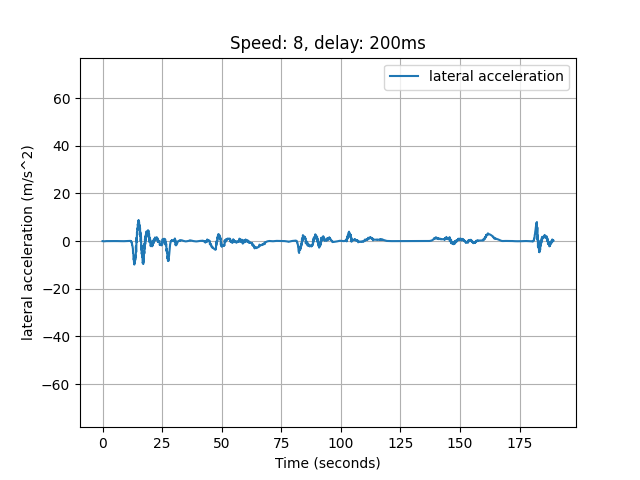 Speed: 8, delay: 200ms
lateral acceleration
60
40
20
0
−20
−40
−60
lateral acceleration (m/s^2)
0 25 50 75 100 125 150 175
Time (seconds)